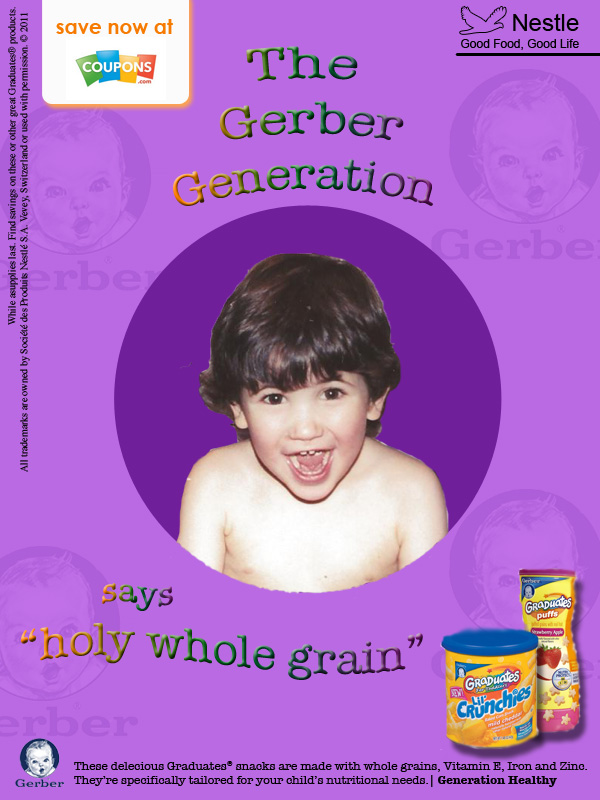 save now at
COUPONS
.com
Nestle
Good Food, Good Life
While asupplies last. Find savings on these or other great Graduates® products.
All trademarks are owned by Société des Produits Nestlé S.A. Vevey, Switzerland or used with permission. © 2011
The
Gerber
Generation
Gerber
Gerber
says
"holy whole grain"
Gerber
GRADUATES
puffs
Strawberry Apple
GRADUATES
Lil'
CRUNCHIES
mild cheddar
Gerber
These delecious Graduates® snacks are made with whole grains, Vitamin E, Iron and Zinc.
They're specifically tailored for your child's nutritional needs. | Generation Healthy